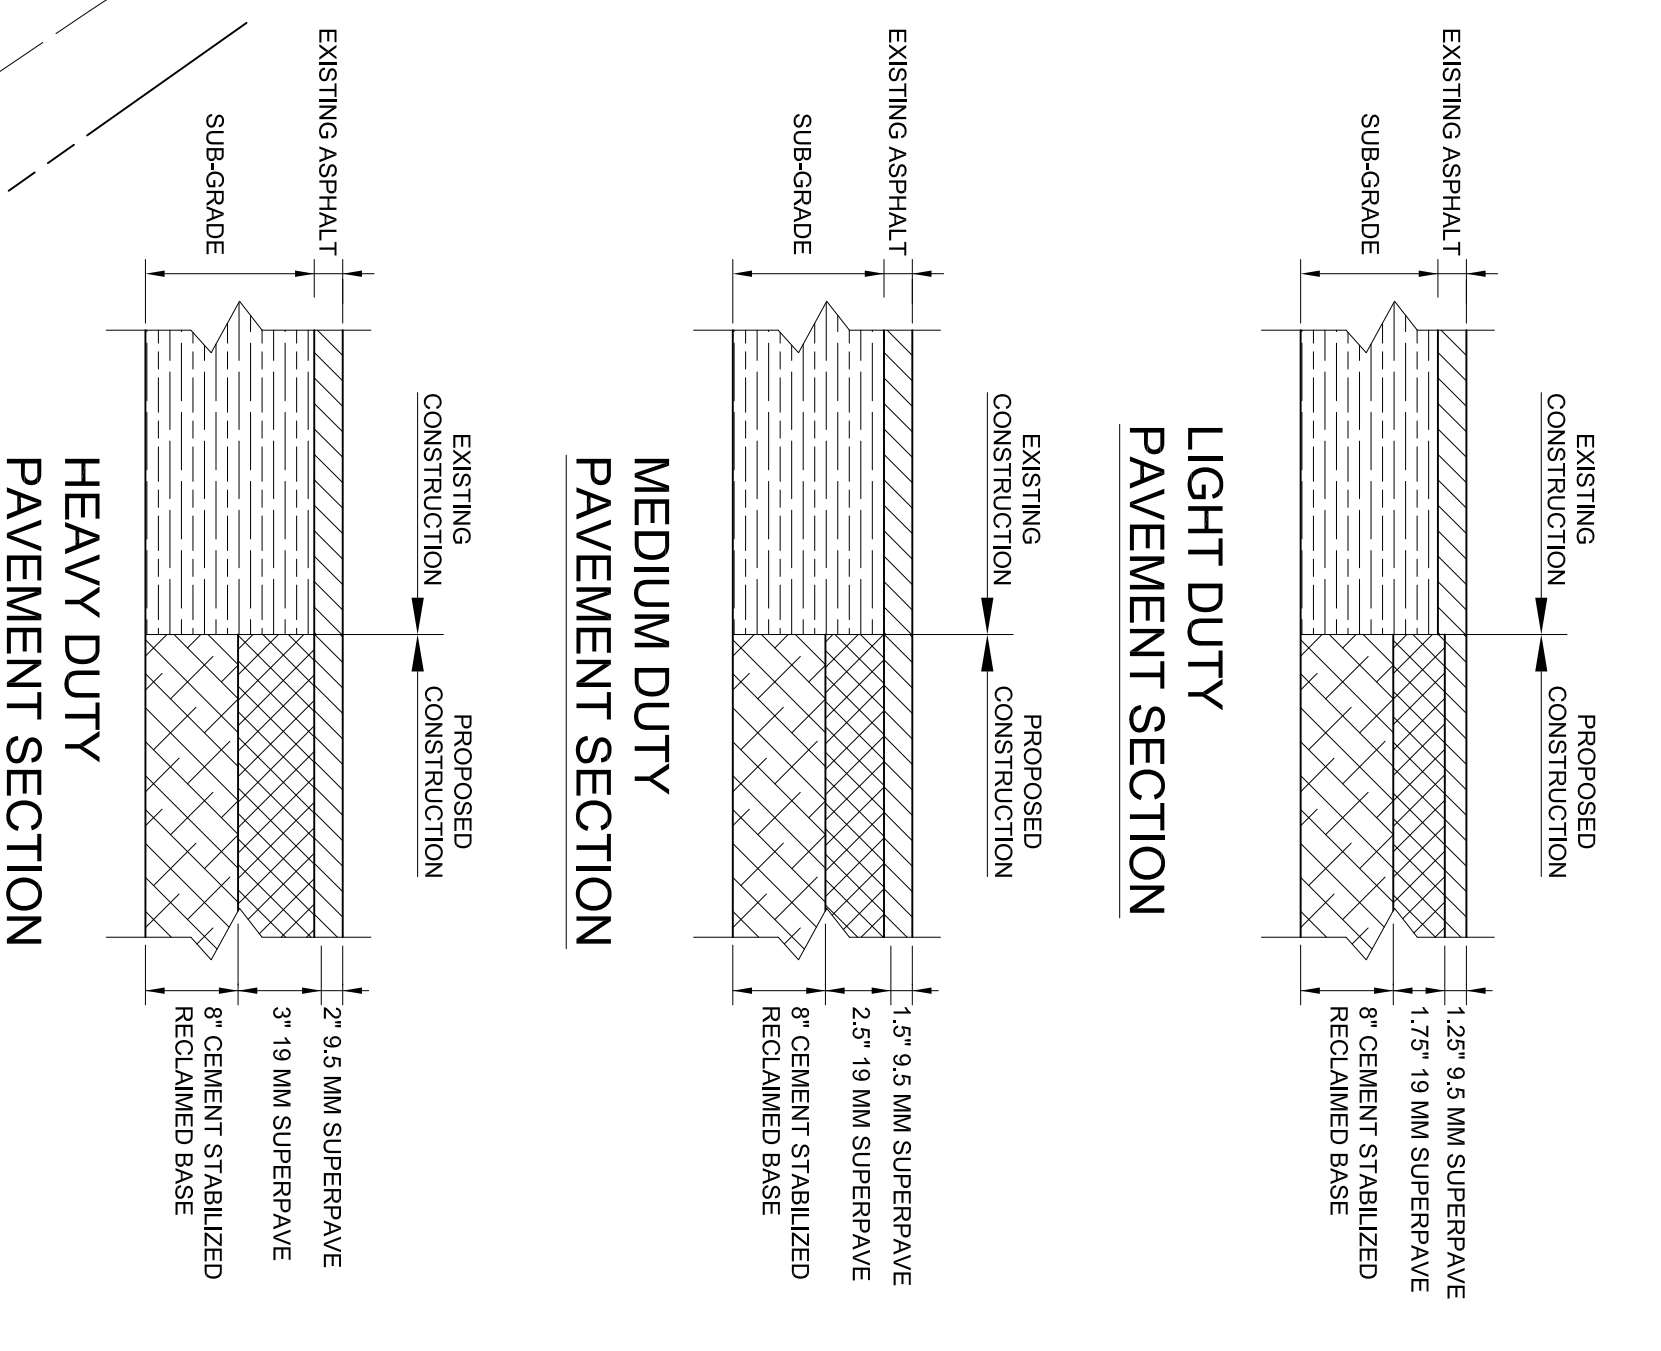 EXISTING
CONSTRUCTION
PROPOSED
CONSTRUCTION
EXISTING ASPHALT
SUB-GRADE
1.25" 9.5 MM SUPERPAVE
1.75" 19 MM SUPERPAVE
8" CEMENT STABILIZED
RECLAIMED BASE
LIGHT DUTY
PAVEMENT SECTION
EXISTING
CONSTRUCTION
PROPOSED
CONSTRUCTION
EXISTING ASPHALT
SUB-GRADE
1.5" 9.5 MM SUPERPAVE
2.5" 19 MM SUPERPAVE
8" CEMENT STABILIZED
RECLAIMED BASE
MEDIUM DUTY
PAVEMENT SECTION
EXISTING
CONSTRUCTION
PROPOSED
CONSTRUCTION
EXISTING ASPHALT
SUB-GRADE
2" 9.5 MM SUPERPAVE
3" 19 MM SUPERPAVE
8" CEMENT STABILIZED
RECLAIMED BASE
HEAVY DUTY
PAVEMENT SECTION